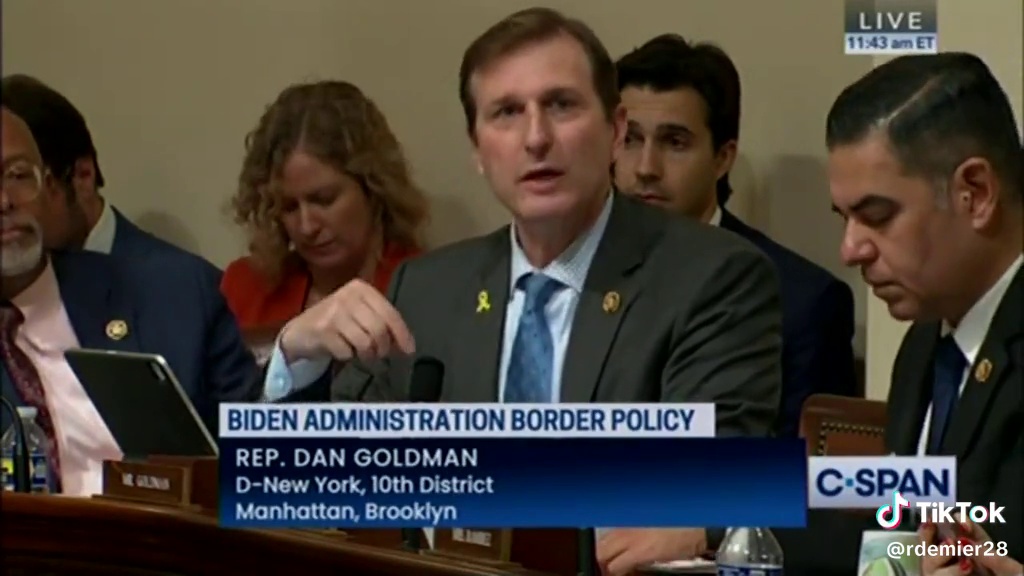 LIVE
11:43 am ET
BIDEN ADMINISTRATION BORDER POLICY
REP. DAN GOLDMAN
D-New York, 10th District
Manhattan, Brooklyn
MR. GOLDMAN
C-SPAN
TikTok
@rdemier28